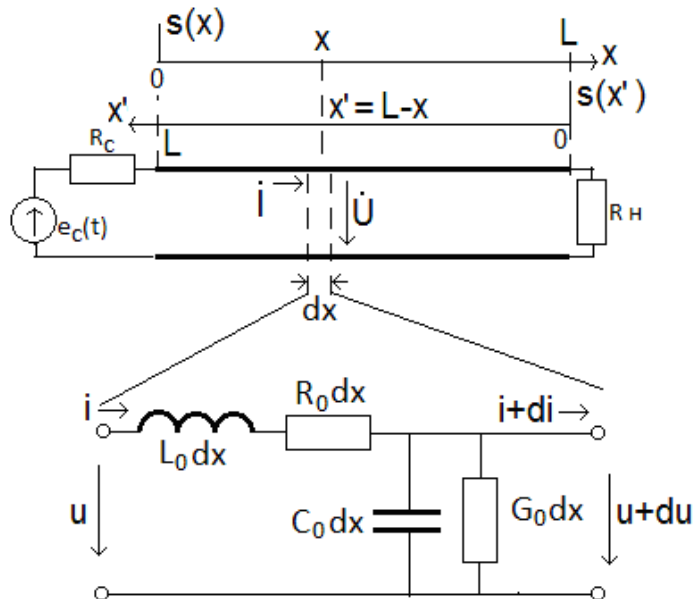 s(x) x L x
0
s(x')
x' x'= L-x
R_C L 0
İ U̇ R_H
e_c(t)
dx
i R_0dx i+di
L_0dx
u C_0dx G_0dx u+du